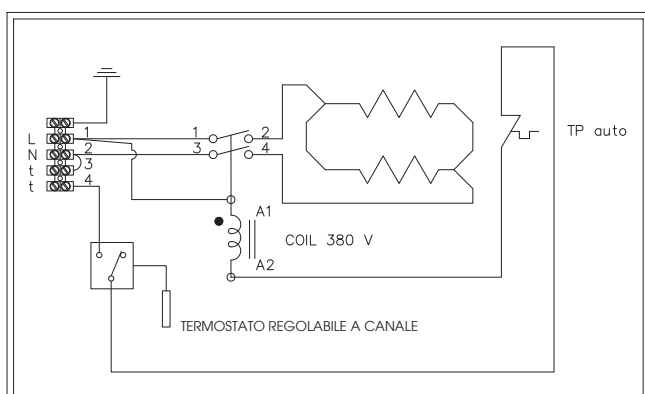 L 1 1 2
N 2 3 4
t 3
t 4
TP auto
A1
COIL 380 V
A2
TERMOSTATO REGOLABILE A CANALE